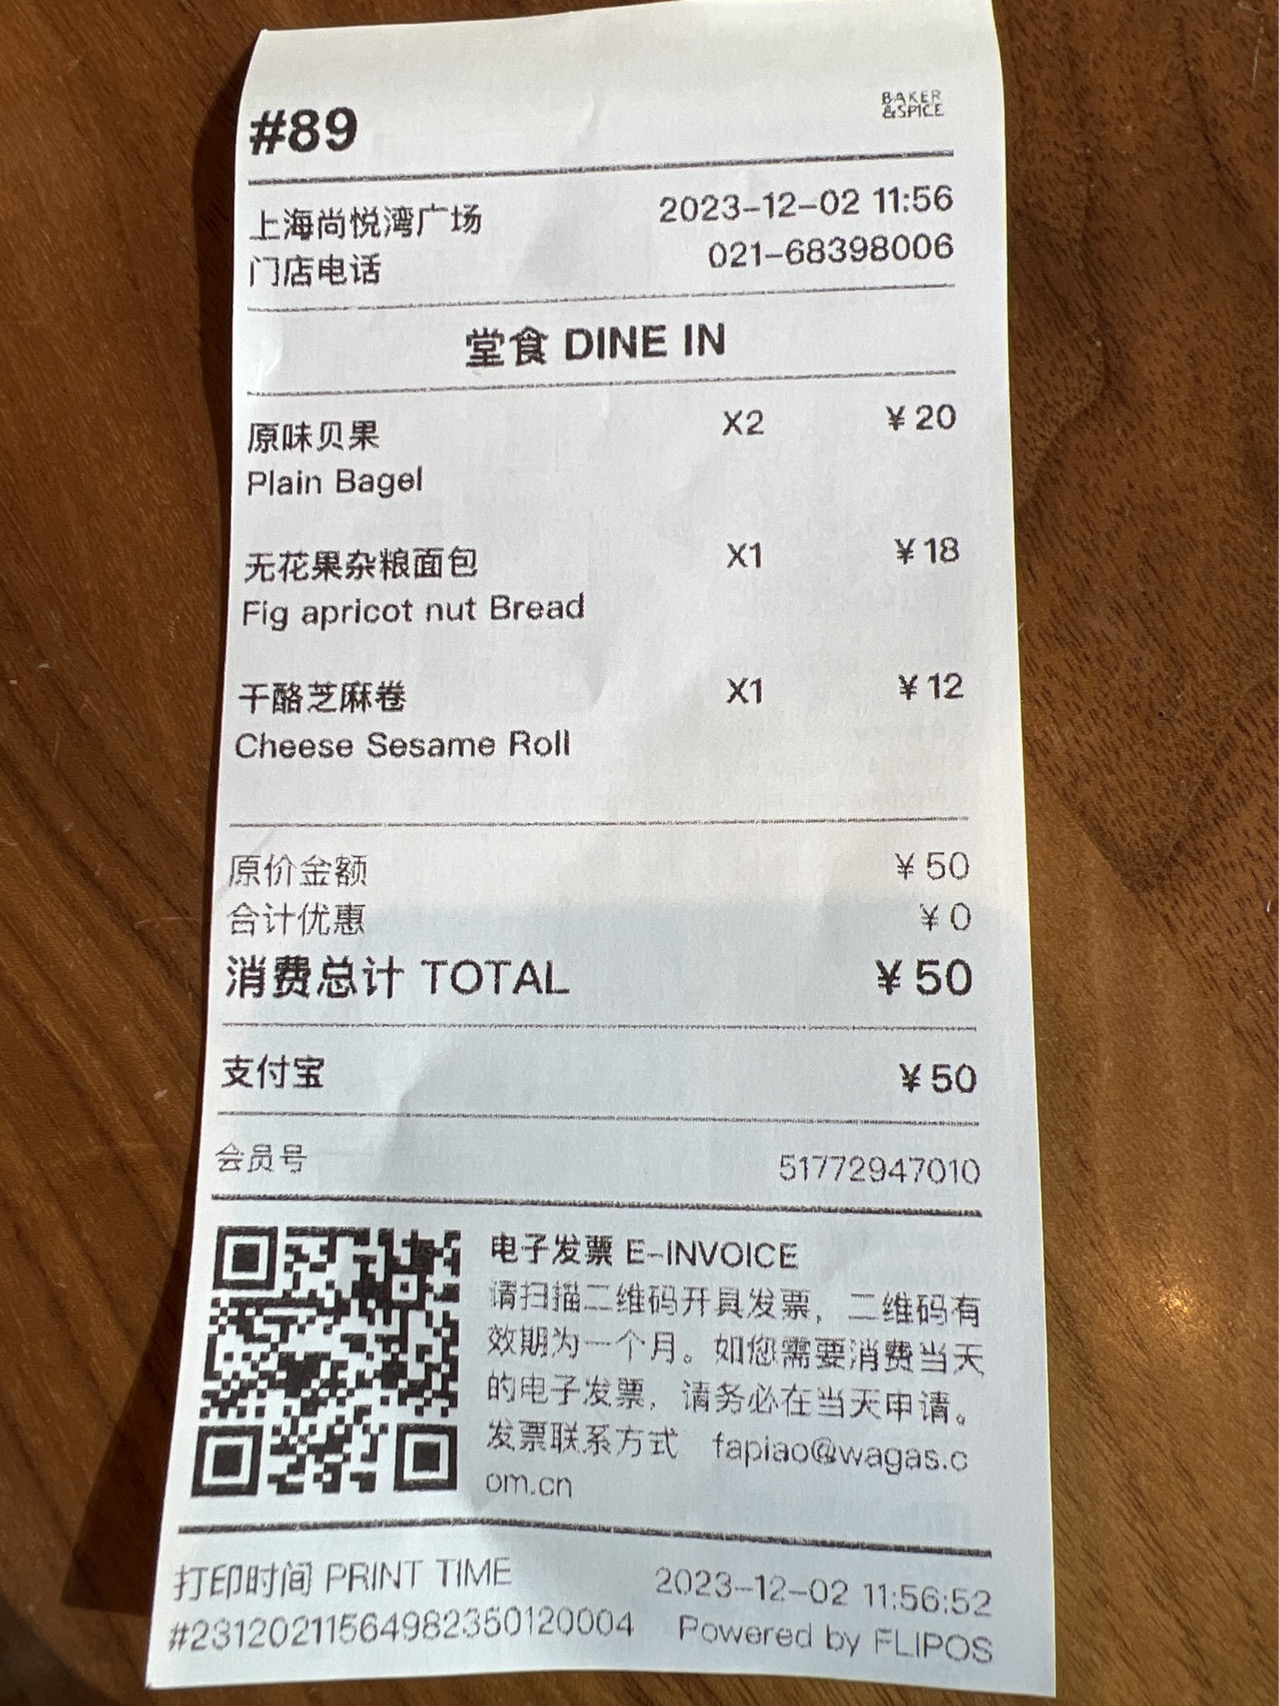 #89
BAKER
&SPICE
上海尚悦湾广场 2023-12-02 11:56
门店电话 021-68398006
堂食 DINE IN
原味贝果 X2 ¥20
Plain Bagel
无花果杂粮面包 X1 ¥18
Fig apricot nut Bread
干酪芝麻卷 X1 ¥12
Cheese Sesame Roll
原价金额 ¥50
合计优惠 ¥0
消费总计 TOTAL ¥50
支付宝 ¥50
会员号 51772947010
电子发票 E-INVOICE
请扫描二维码开具发票，二维码有
效期为一个月。如您需要消费当天
的电子发票，请务必在当天申请。
发票联系方式 fapiao@wagas.c
om.cn
打印时间 PRINT TIME 2023-12-02 11:56:52
#231202115649823​50120004 Powered by FLIPOS